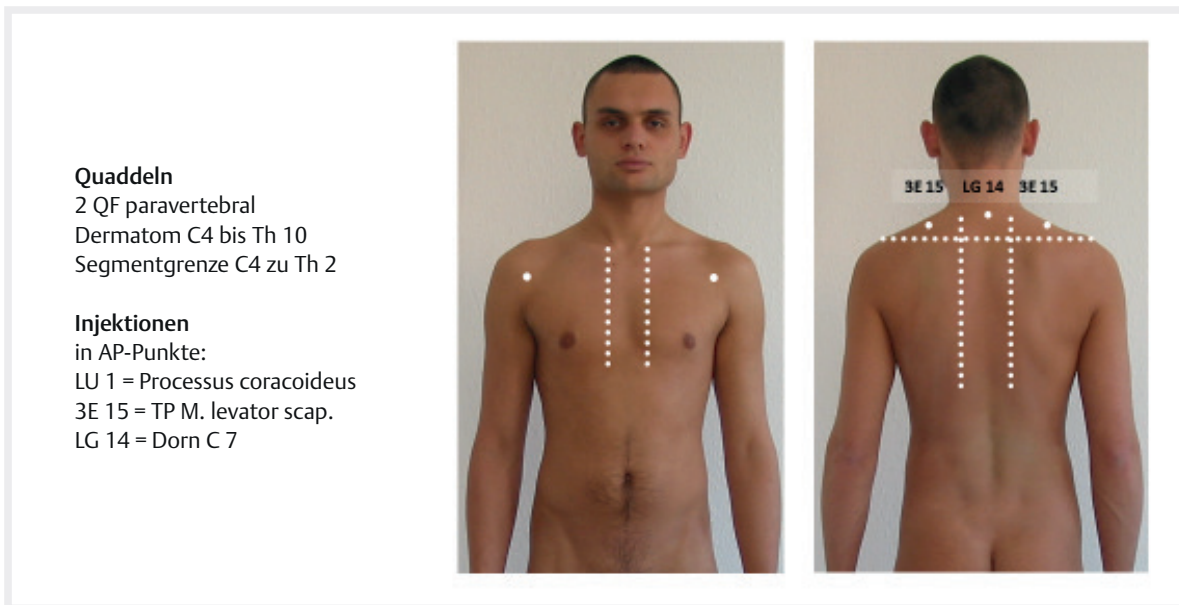 Quaddeln
2 QF paravertebral
Dermatom C4 bis Th 10
Segmentgrenze C4 zu Th 2
Injektionen
in AP-Punkte:
LU 1 = Processus coracoideus
3E 15 = TP M. levator scap.
LG 14 = Dorn C 7
3E 15 LG 14 3E 15